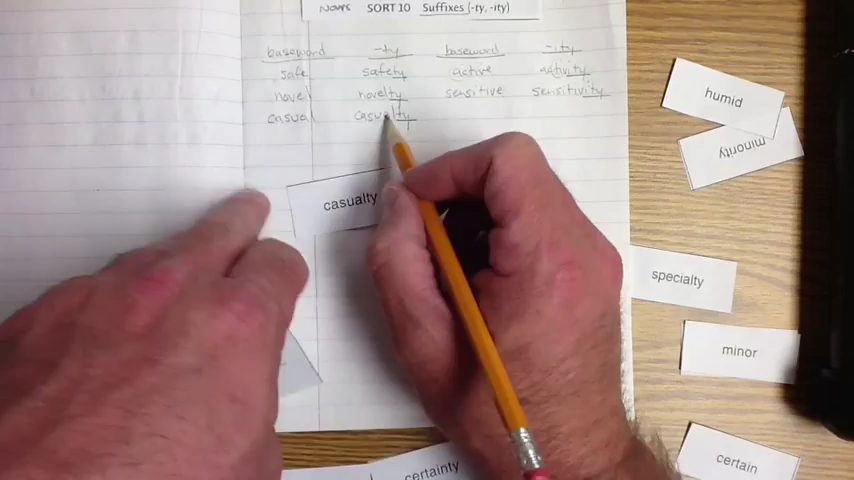 Nouns SORT 10 Suffixes (-ty, -ity)
baseword -ty baseword -ity
safe safety active activity
novel novelty sensitive sensitivity
casual casualty
humid
minority
casualty
specialty
minor
certain
certainty